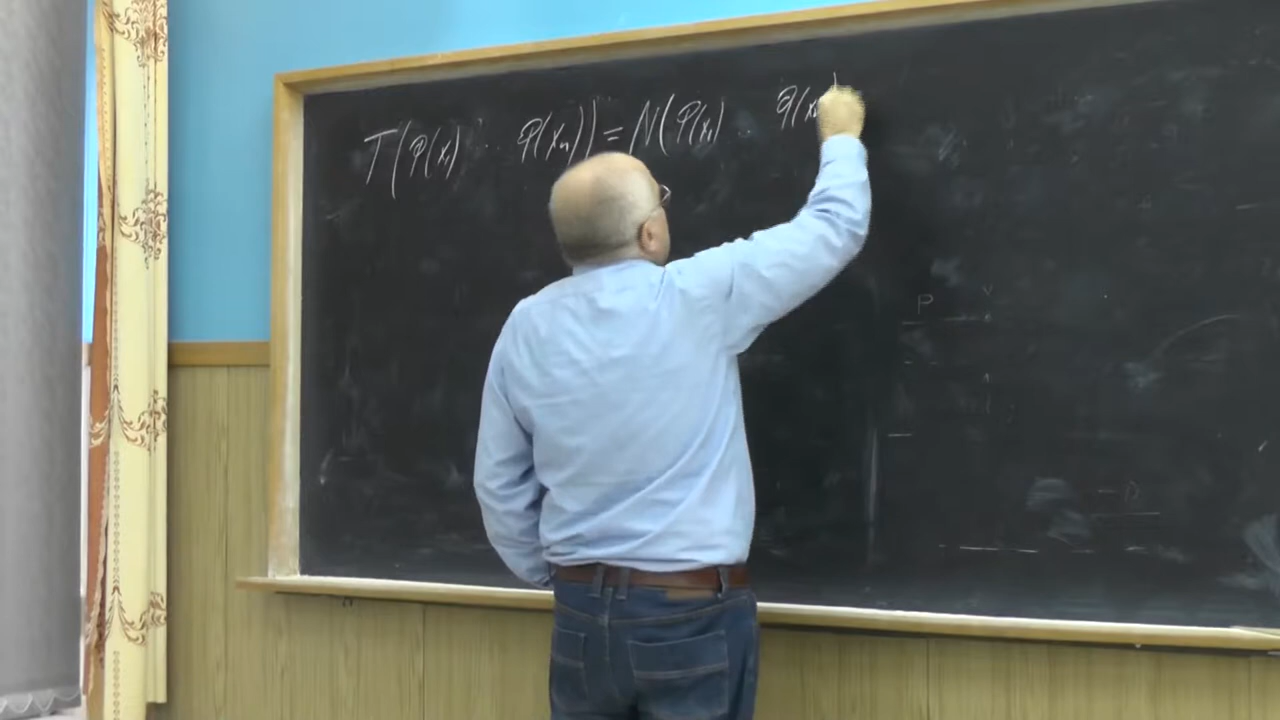 T(φ(x₁) ·· φ(xₙ)) = N(φ(x₁) ·· φ(xₙ
P